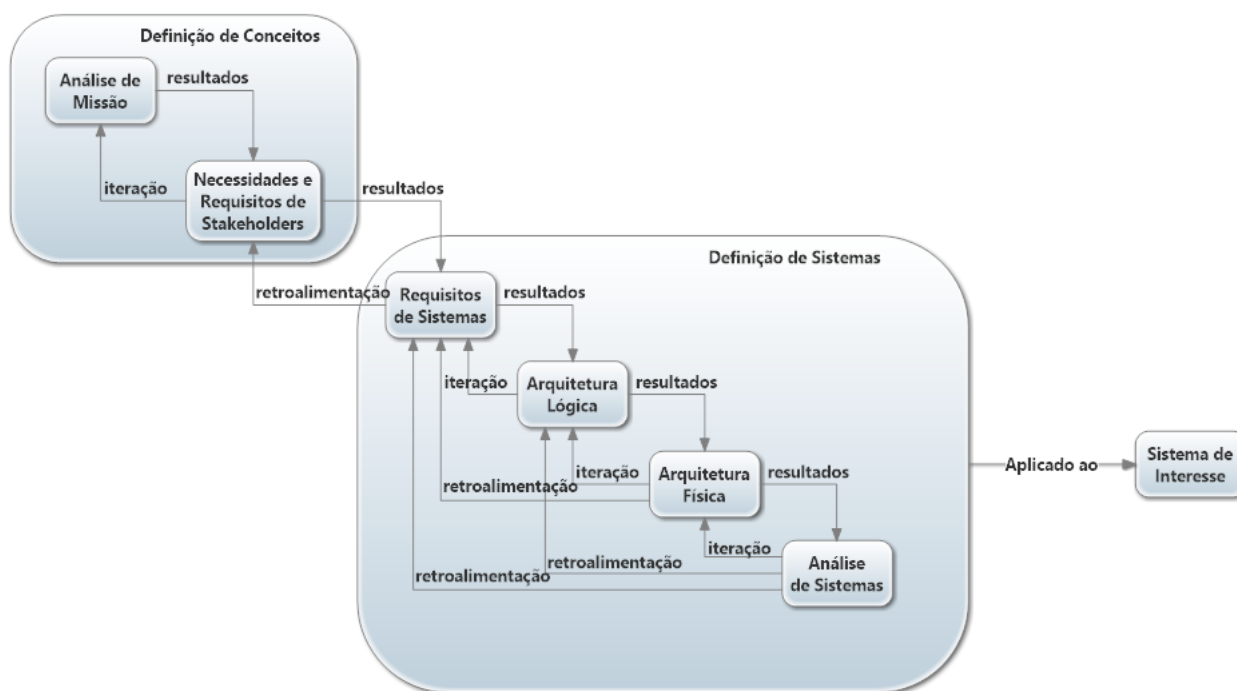 Definição de Conceitos
Análise de
Missão
resultados
iteração
Necessidades e
Requisitos de
Stakeholders
resultados
retroalimentação
Definição de Sistemas
Requisitos
de Sistemas
resultados
iteração
Arquitetura
Lógica
resultados
iteração
retroalimentação
Arquitetura
Física
resultados
iteração
retroalimentação
retroalimentação
Análise
de Sistemas
Aplicado ao
Sistema de
Interesse